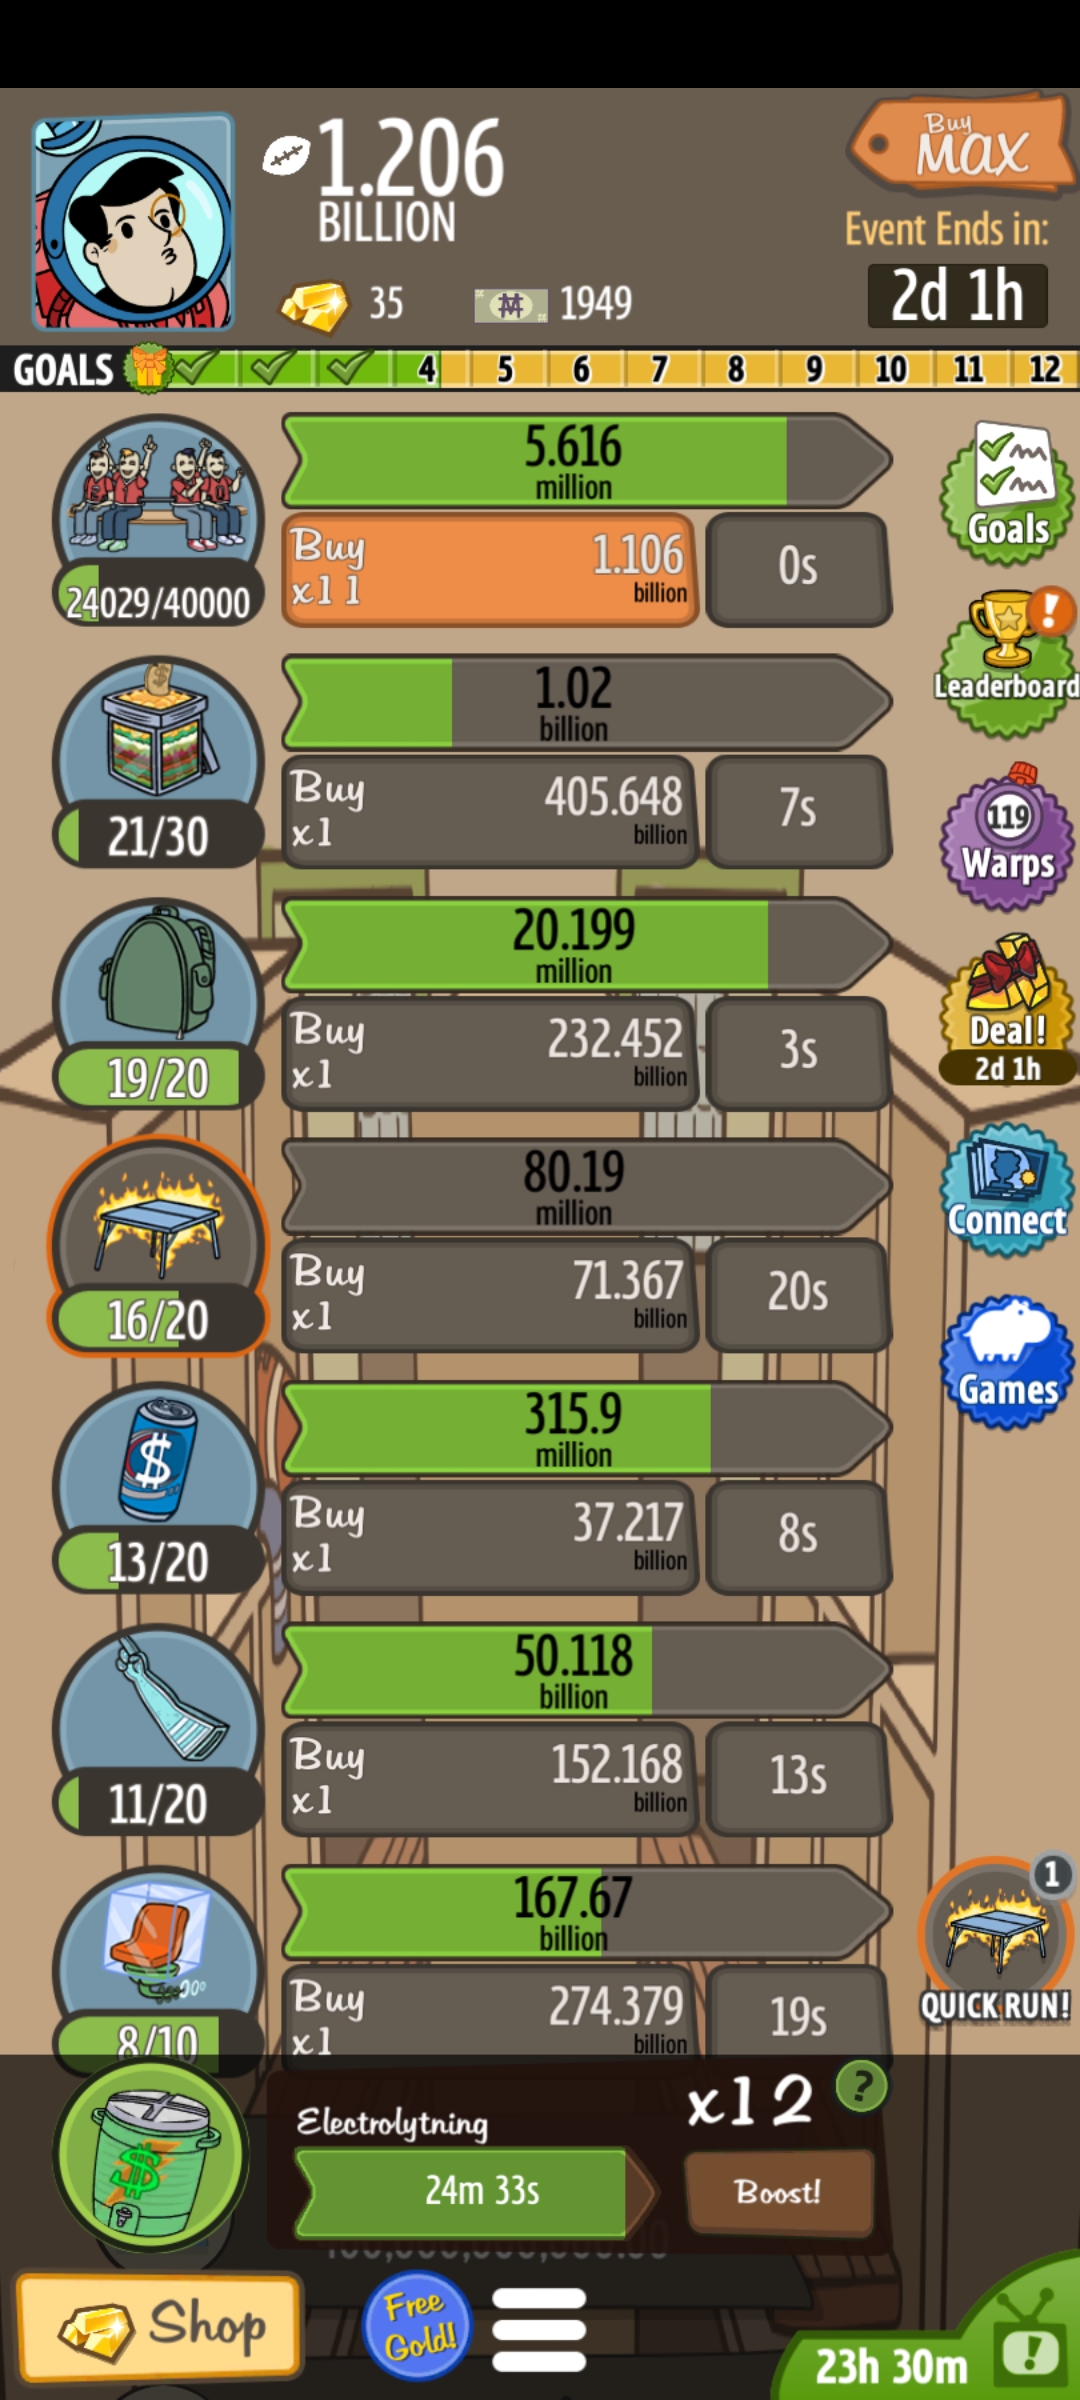 1.206
BILLION
Buy
MAX
Event Ends in:
35
1949
2d 1h
GOALS
4
5
6
7
8
9
10
11
12
5.616
million
Goals
Buy
x11
1.106
billion
0s
24029/40000
Leaderboard
1.02
billion
Buy
x1
405.648
billion
7s
21/30
119
Warps
20.199
million
Deal!
2d 1h
Buy
x1
232.452
billion
3s
19/20
80.19
million
Connect
Buy
x1
71.367
billion
20s
16/20
Games
315.9
million
$
Buy
x1
37.217
billion
8s
13/20
50.118
billion
Buy
x1
152.168
billion
13s
11/20
167.67
billion
1
QUICK RUN!
Buy
x1
274.379
billion
19s
8/10
Electrolytning
x12
?
24m 33s
Boost!
$
Shop
Free
Gold!
23h 30m
!